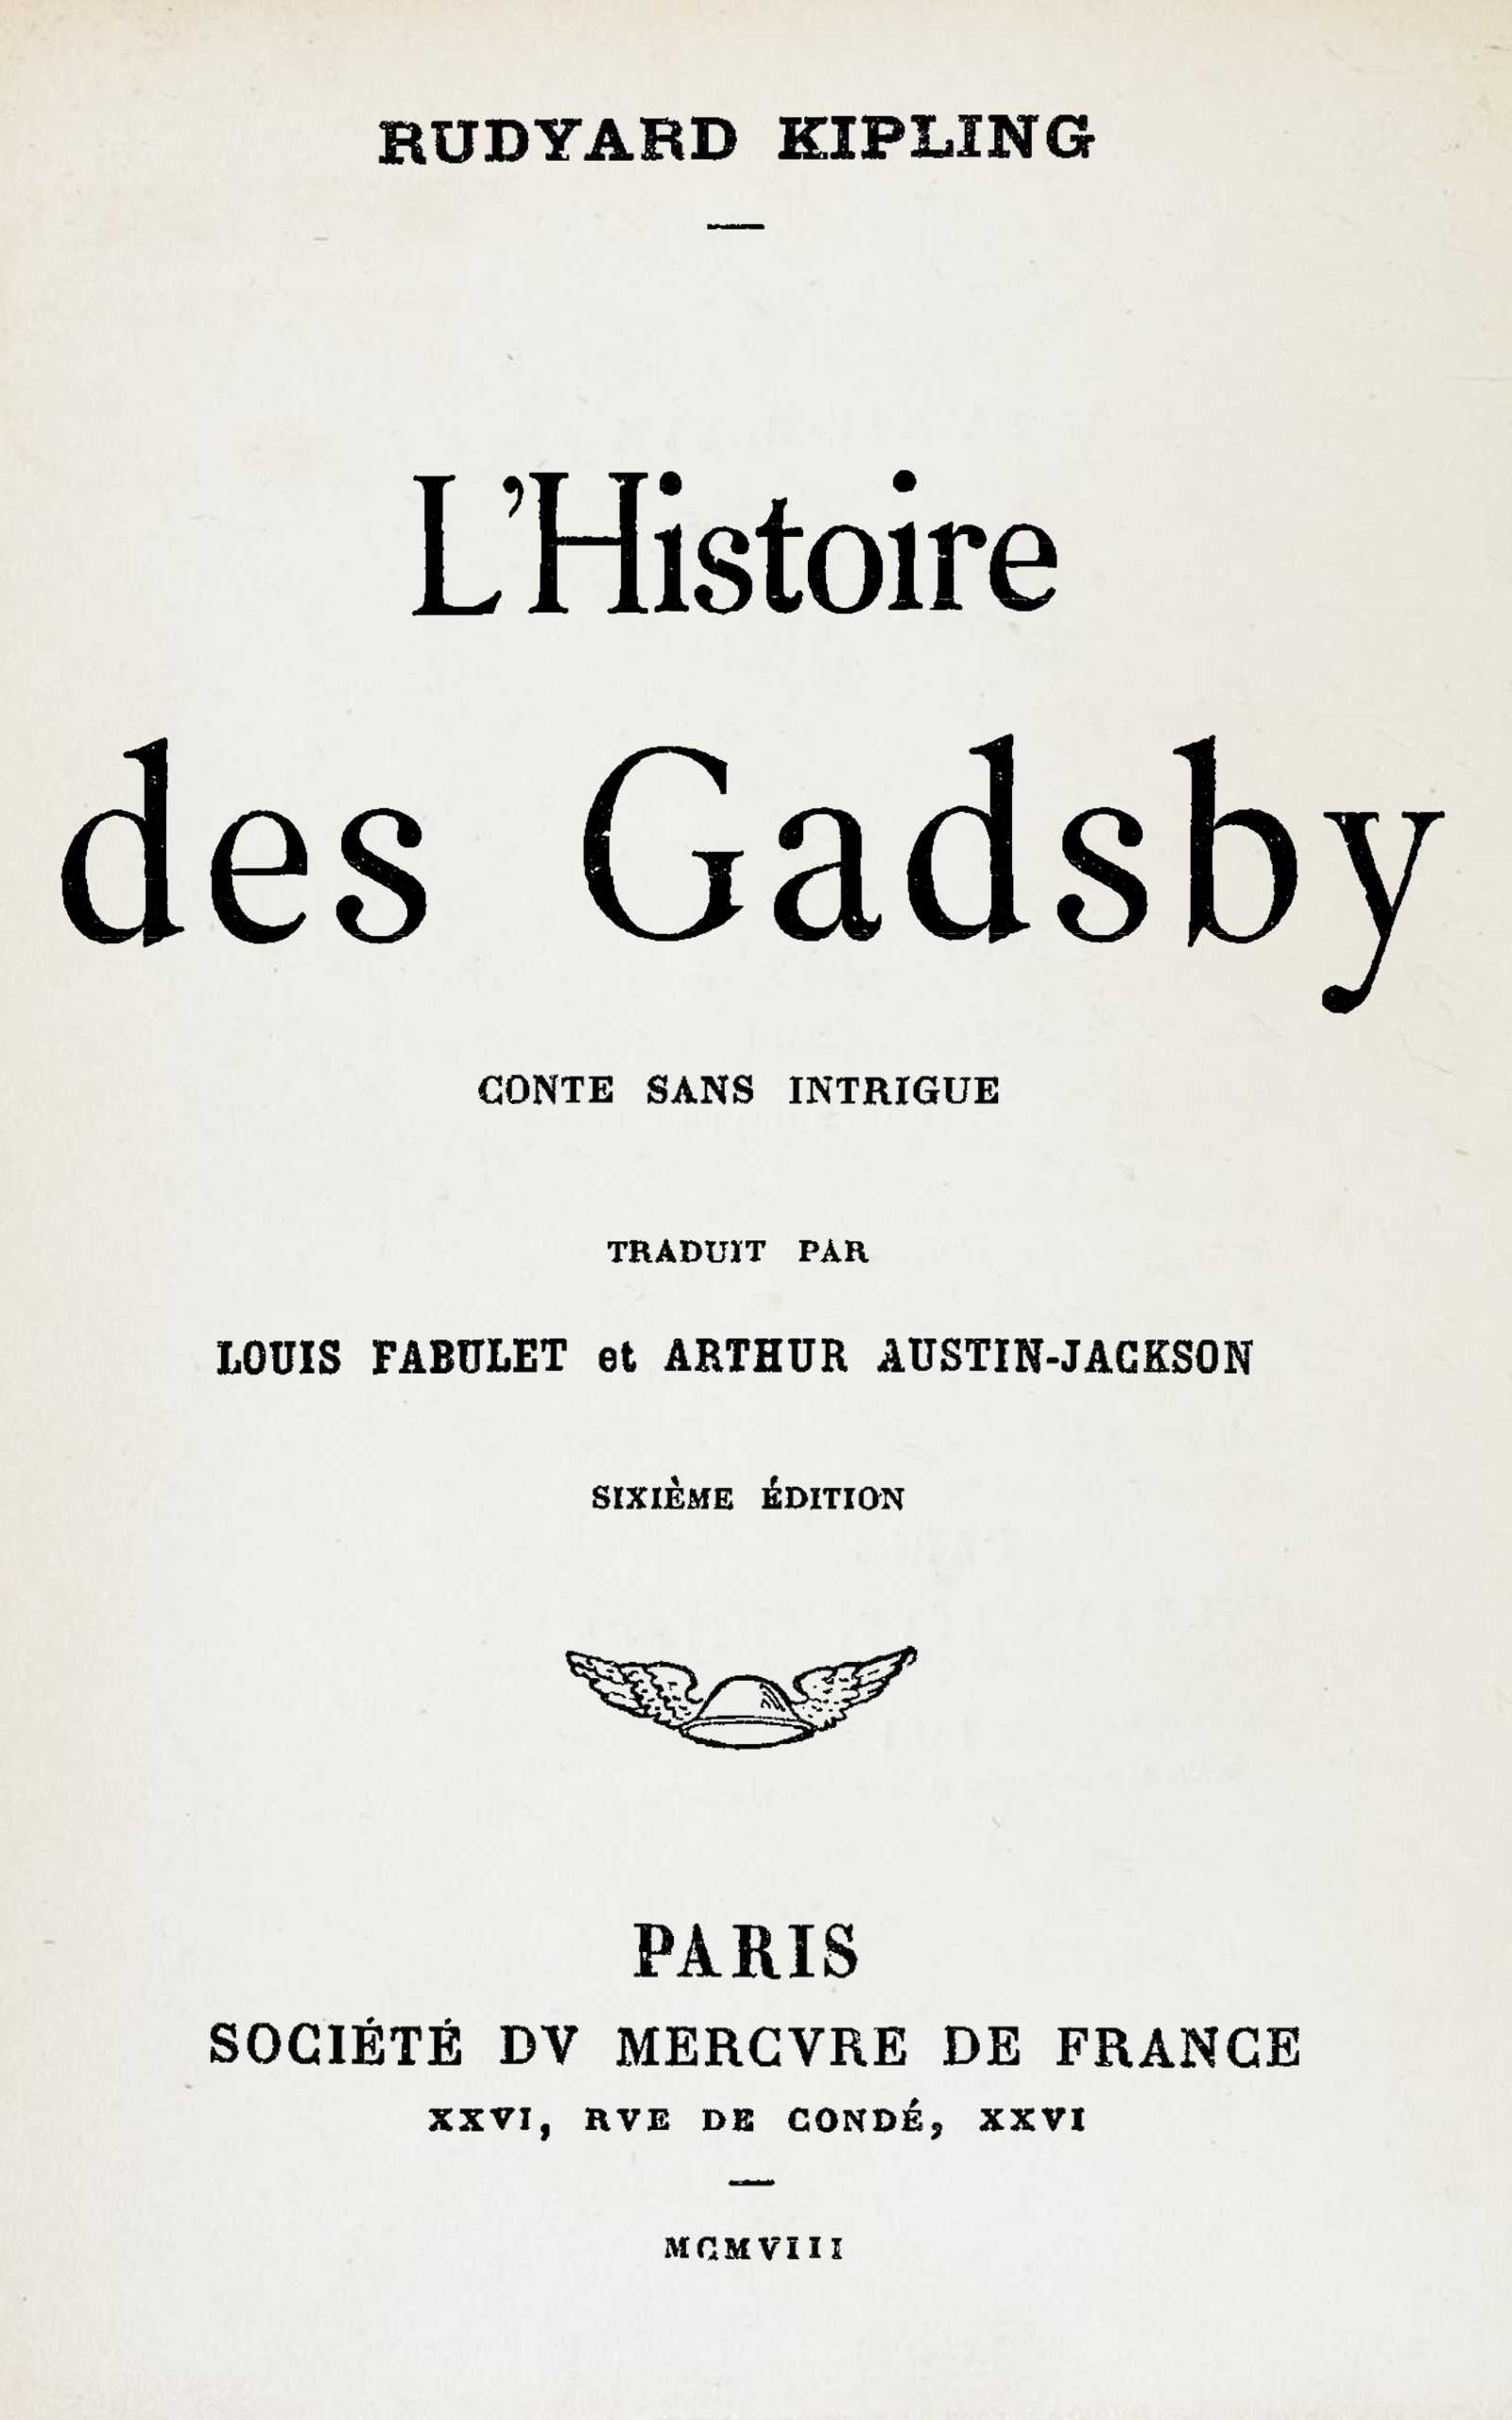 RUDYARD KIPLING
L'Histoire
des Gadsby
CONTE SANS INTRIGUE
TRADUIT PAR
LOUIS FABULET et ARTHUR AUSTIN-JACKSON
SIXIÈME ÉDITION
PARIS
SOCIÉTÉ DV MERCVRE DE FRANCE
XXVI, RVE DE CONDÉ, XXVI
MCMVIII